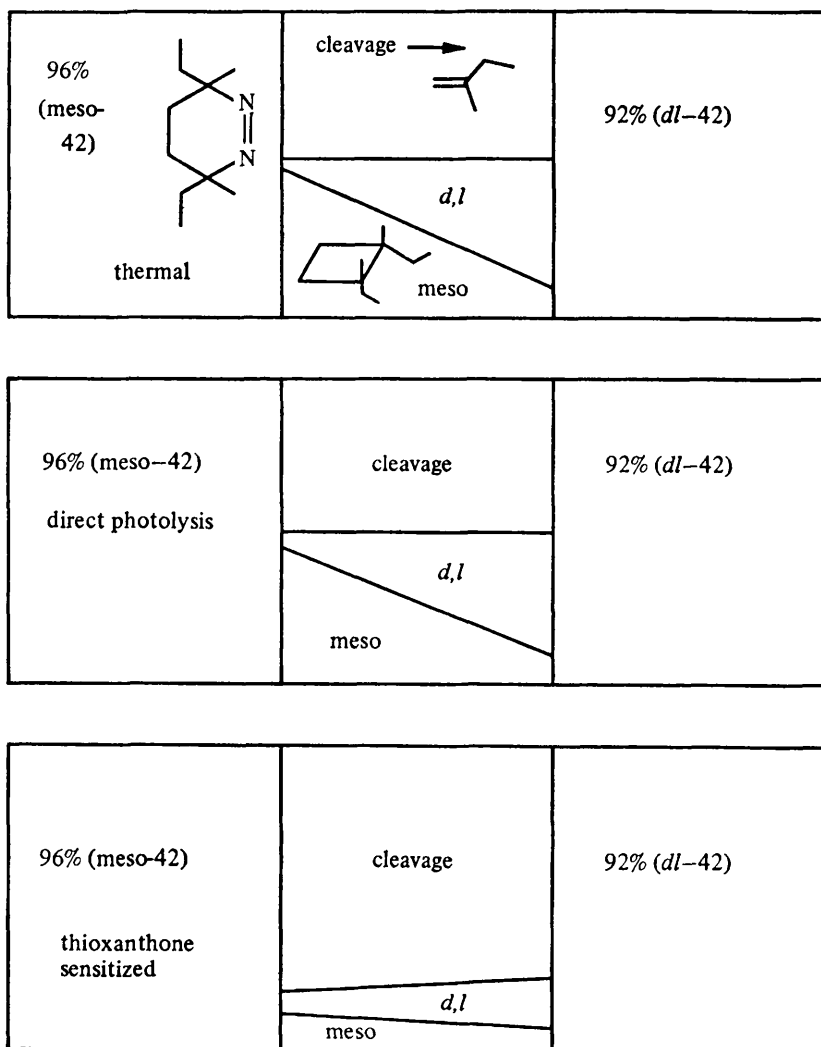 96%
(meso-
42)
N
N
thermal
cleavage
d,l
meso
92% (dl–42)
96% (meso–42)
direct photolysis
cleavage
d,l
meso
92% (dl–42)
96% (meso-42)
thioxanthone
sensitized
cleavage
d,l
meso
92% (dl–42)